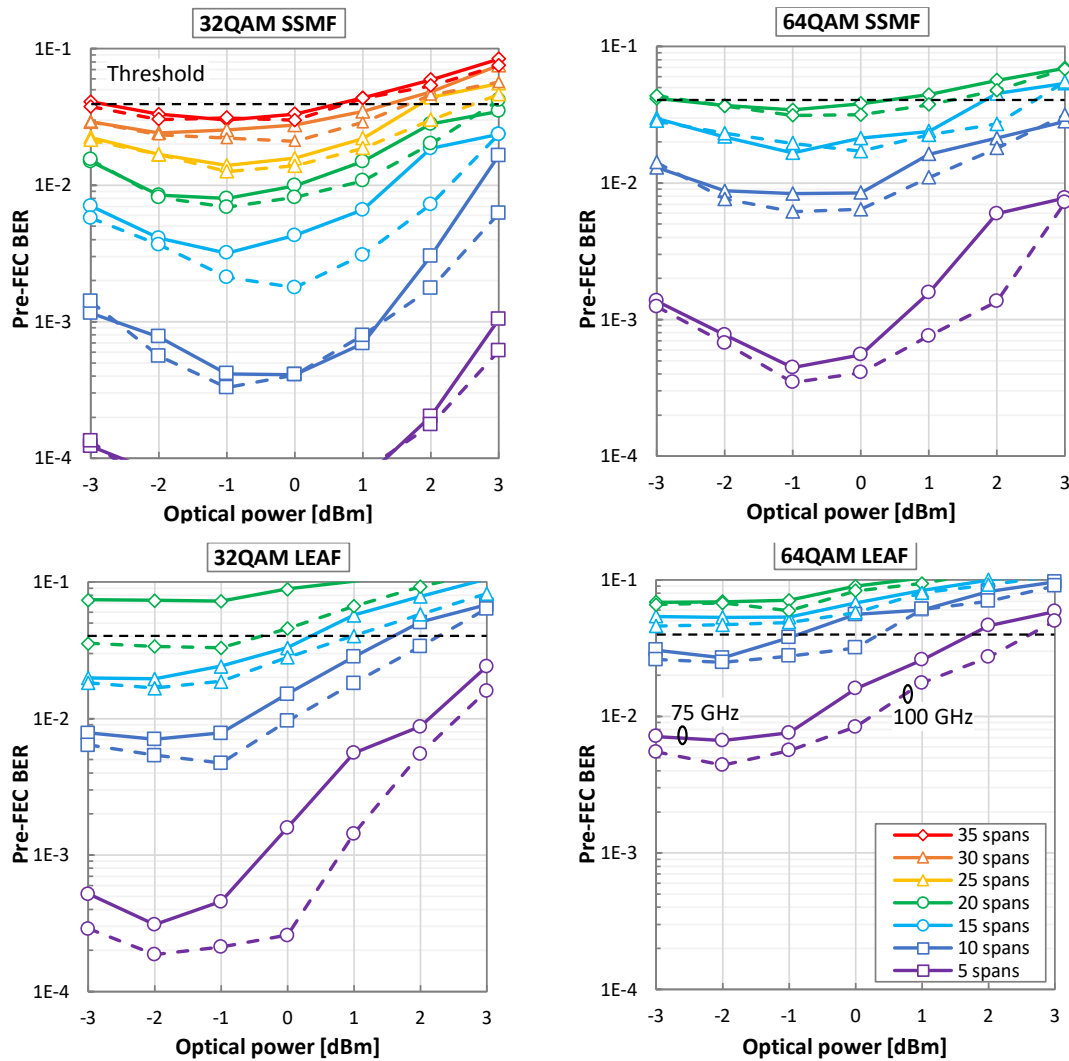 32QAM SSMF
1E-1
1E-2
1E-3
1E-4
Pre-FEC BER
Threshold
-3 -2 -1 0 1 2 3
Optical power [dBm]
64QAM SSMF
1E-1
1E-2
1E-3
1E-4
Pre-FEC BER
-3 -2 -1 0 1 2 3
Optical power [dBm]
32QAM LEAF
1E-1
1E-2
1E-3
1E-4
Pre-FEC BER
-3 -2 -1 0 1 2 3
Optical power [dBm]
64QAM LEAF
1E-1
1E-2
1E-3
1E-4
Pre-FEC BER
75 GHz
100 GHz
35 spans
30 spans
25 spans
20 spans
15 spans
10 spans
5 spans
-3 -2 -1 0 1 2 3
Optical power [dBm]